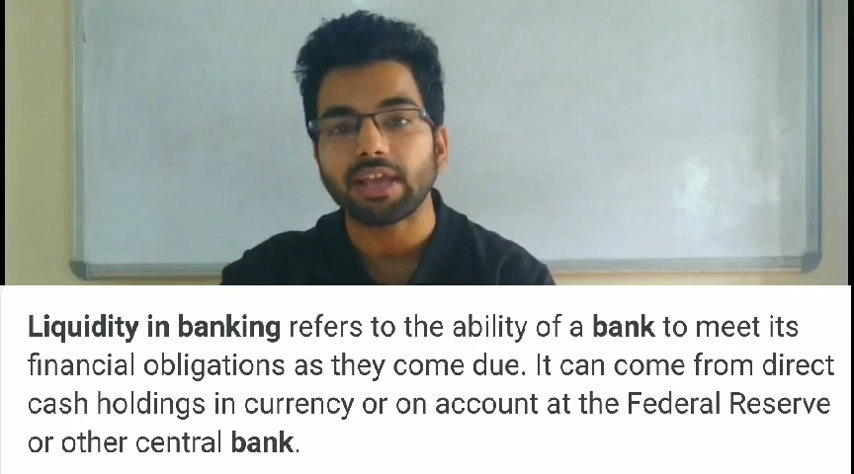 Liquidity in banking refers to the ability of a bank to meet its
financial obligations as they come due. It can come from direct
cash holdings in currency or on account at the Federal Reserve
or other central bank.